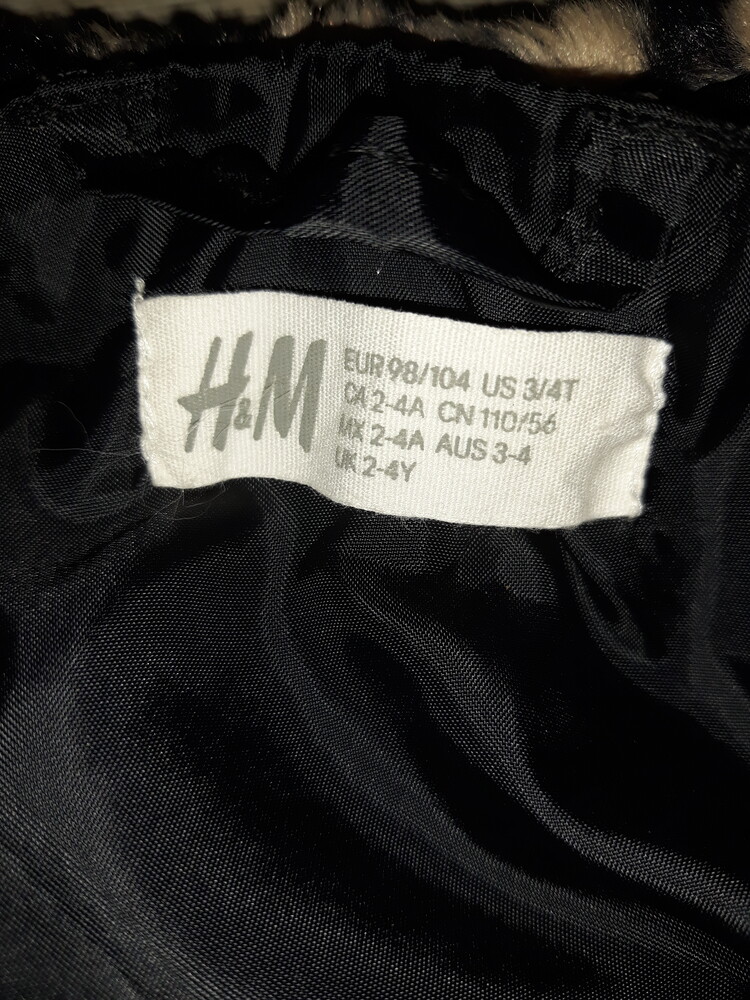 H&M
EUR 98/104 US 3/4T
CA 2-4A CN 110/56
MX 2-4A AUS 3-4
UK 2-4Y